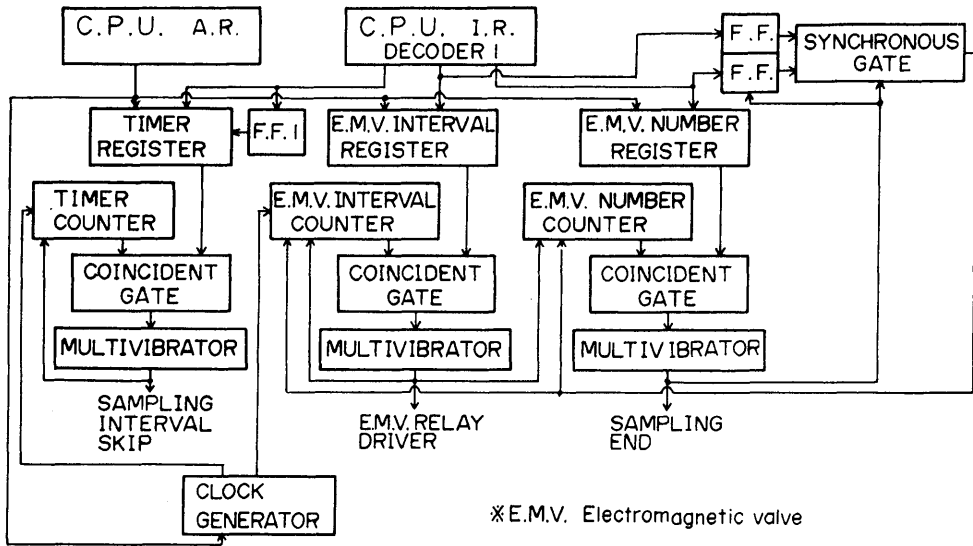 C.P.U. A.R.
C.P.U. I.R.
DECODER I
F.F.
F.F.
SYNCHRONOUS
GATE
TIMER
REGISTER
F.F. I
E.M.V. INTERVAL
REGISTER
E.M.V. NUMBER
REGISTER
TIMER
COUNTER
E.M.V. INTERVAL
COUNTER
E.M.V. NUMBER
COUNTER
COINCIDENT
GATE
COINCIDENT
GATE
COINCIDENT
GATE
MULTIVIBRATOR
MULTIVIBRATOR
MULTIVIBRATOR
SAMPLING
INTERVAL
SKIP
E.M.V. RELAY
DRIVER
SAMPLING
END
CLOCK
GENERATOR
※E.M.V. Electromagnetic valve